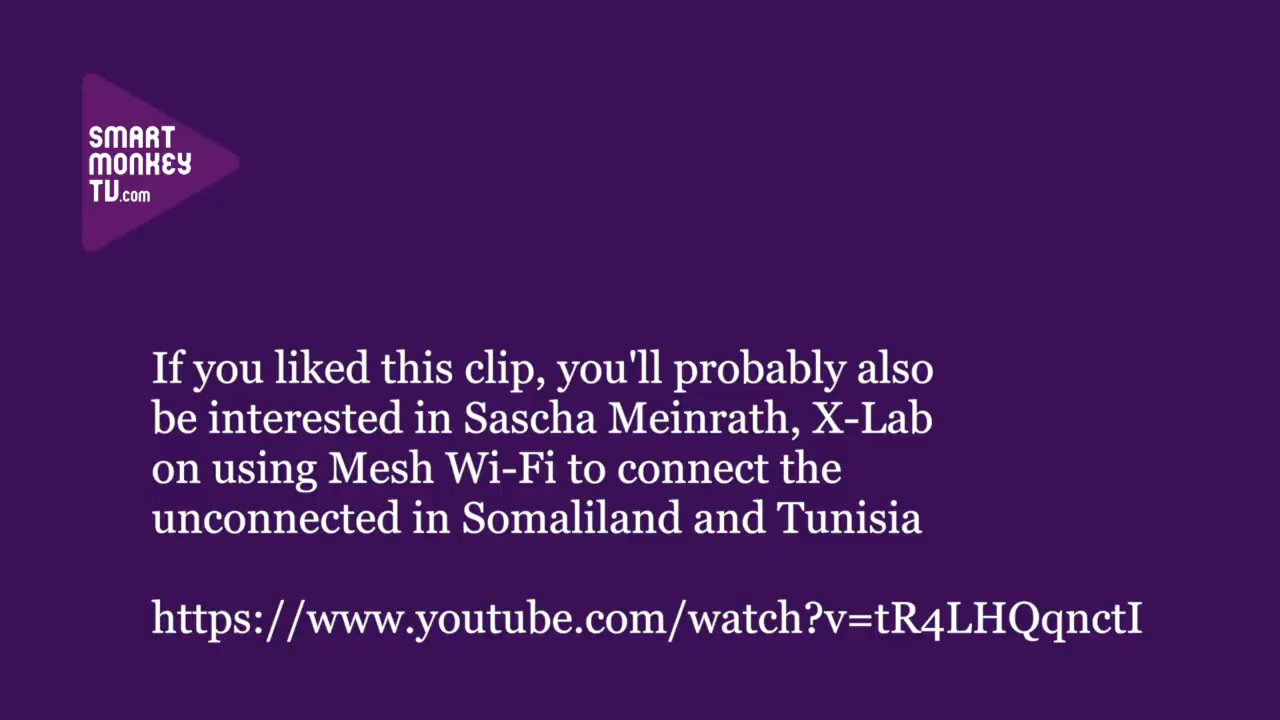 SMART
MONKEY
TV.com
If you liked this clip, you'll probably also
be interested in Sascha Meinrath, X-Lab
on using Mesh Wi-Fi to connect the
unconnected in Somaliland and Tunisia
https://www.youtube.com/watch?v=tR4LHQqnctI